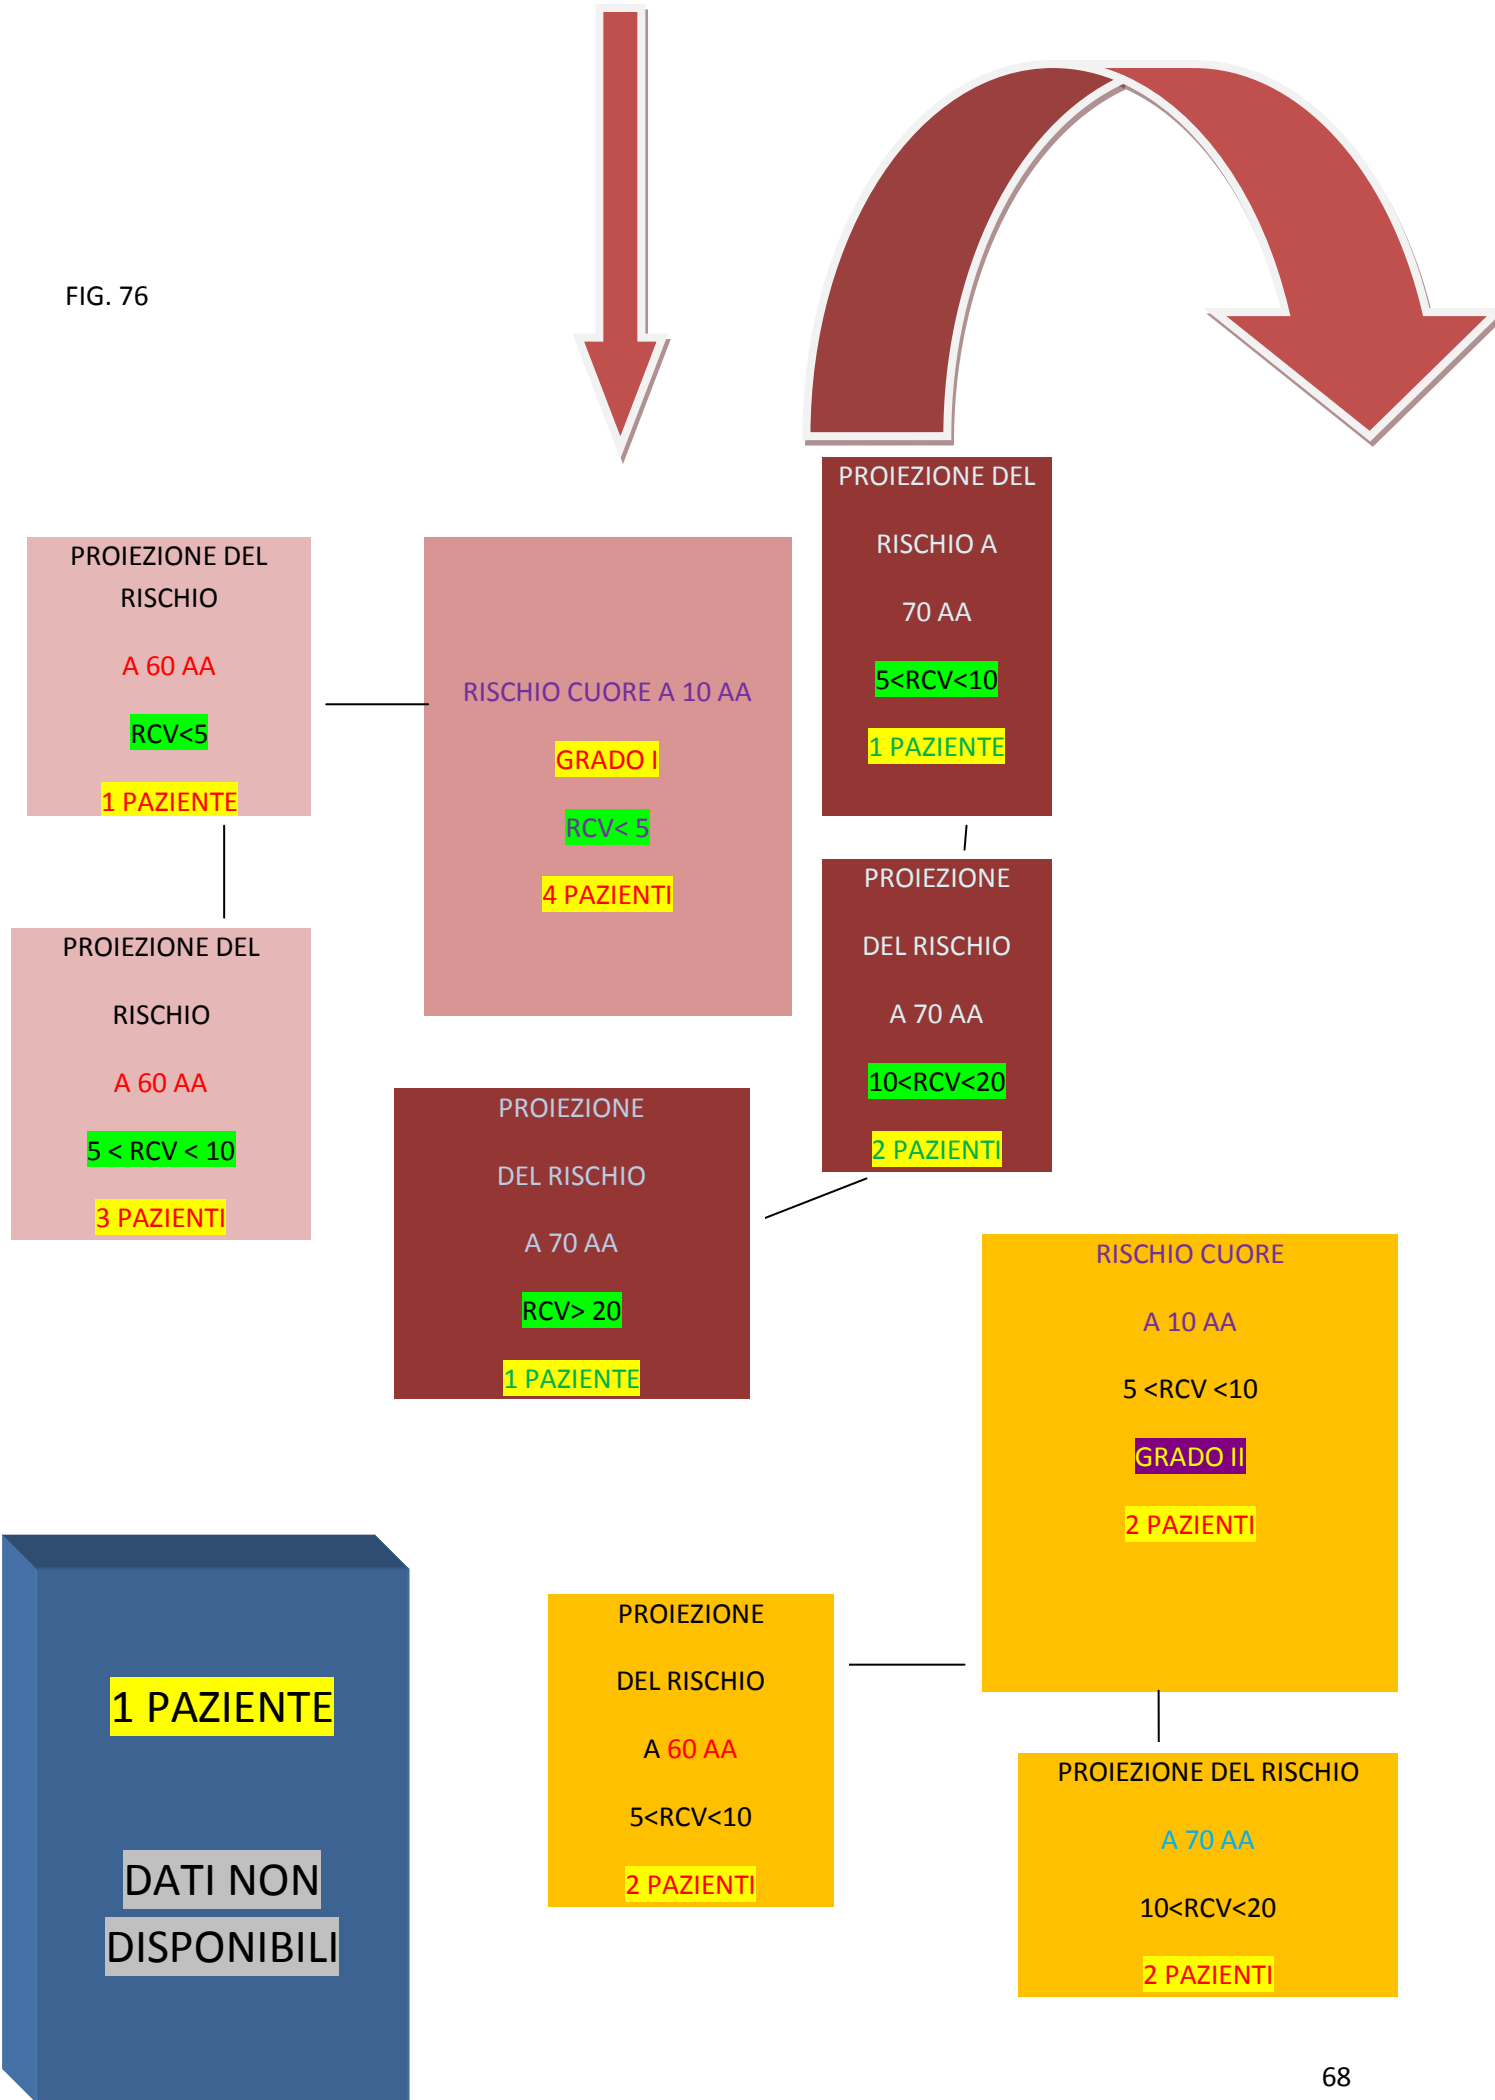 FIG. 76
PROIEZIONE DEL
RISCHIO
A 60 AA
RCV<5
1 PAZIENTE
PROIEZIONE DEL
RISCHIO
A 60 AA
5 < RCV < 10
3 PAZIENTI
RISCHIO CUORE A 10 AA
GRADO I
RCV< 5
4 PAZIENTI
PROIEZIONE DEL
RISCHIO A
70 AA
5<RCV<10
1 PAZIENTE
PROIEZIONE
DEL RISCHIO
A 70 AA
10<RCV<20
2 PAZIENTI
PROIEZIONE
DEL RISCHIO
A 70 AA
RCV> 20
1 PAZIENTE
RISCHIO CUORE
A 10 AA
5 <RCV <10
GRADO II
2 PAZIENTI
PROIEZIONE
DEL RISCHIO
A 60 AA
5<RCV<10
2 PAZIENTI
PROIEZIONE DEL RISCHIO
A 70 AA
10<RCV<20
2 PAZIENTI
1 PAZIENTE
DATI NON
DISPONIBILI
68